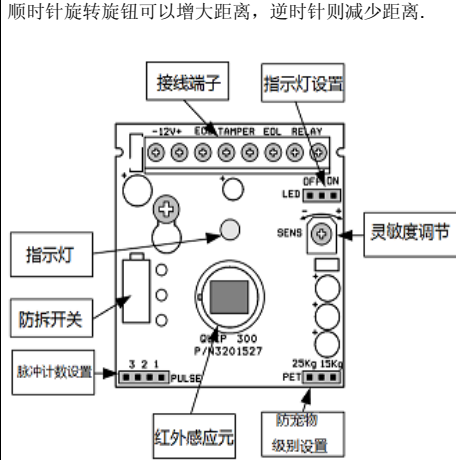 顺时针旋转旋钮可以增大距离，逆时针则减少距离.
接线端子
指示灯设置
-12V+ EOL TAMPER EOL RELAY
OFF ON
LED
- +
SENS
灵敏度调节
指示灯
防拆开关
QUIP 300
P/N3201527
脉冲计数设置
3 2 1
PULSE
25Kg 15Kg
PET
红外感应元
防宠物
级别设置